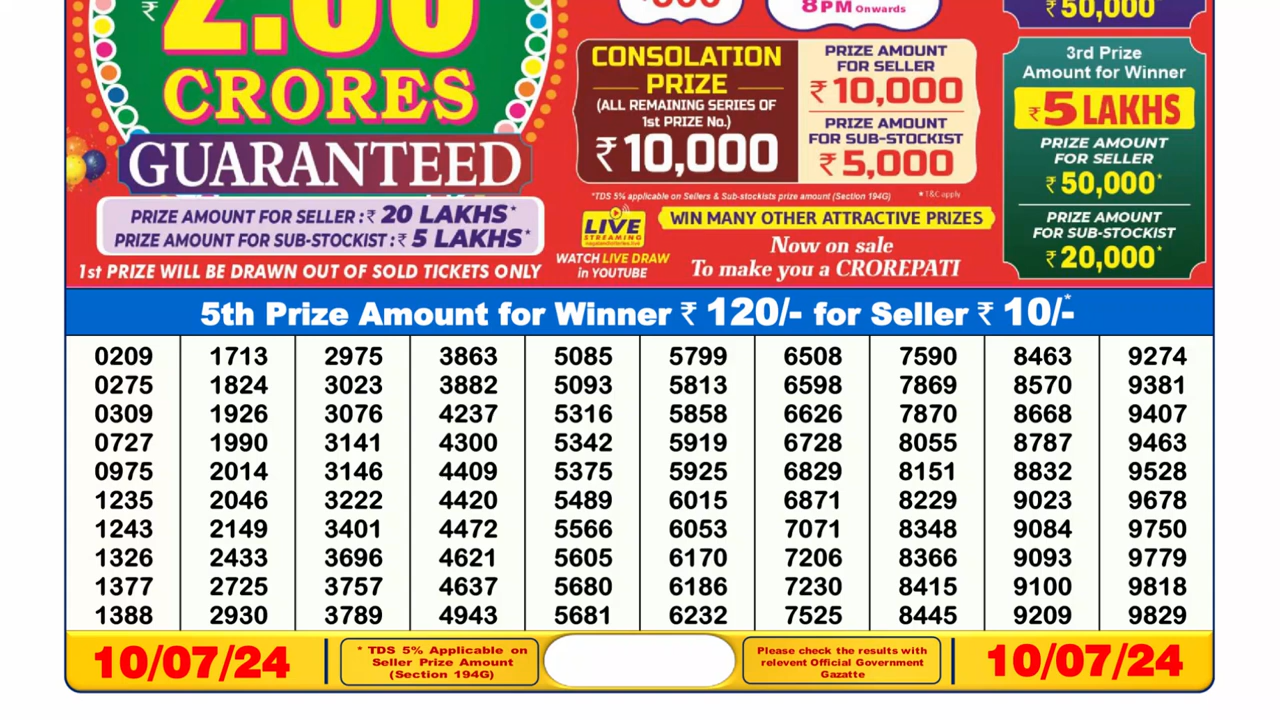 ₹ 2.00
CRORES
GUARANTEED
PRIZE AMOUNT FOR SELLER : ₹ 20 LAKHS*
PRIZE AMOUNT FOR SUB-STOCKIST : ₹ 5 LAKHS*
1st PRIZE WILL BE DRAWN OUT OF SOLD TICKETS ONLY
8PM Onwards
CONSOLATION
PRIZE
(ALL REMAINING SERIES OF
1st PRIZE No.)
₹ 10,000
PRIZE AMOUNT
FOR SELLER
₹ 10,000
PRIZE AMOUNT
FOR SUB-STOCKIST
₹ 5,000
*TDS 5% applicable on Sellers & Sub-stockists prize amount (Section 194G)
*T&C apply
LIVE
STREAMING
WATCH LIVE DRAW
in YOUTUBE
WIN MANY OTHER ATTRACTIVE PRIZES
Now on sale
To make you a CROREPATI
₹ 50,000*
3rd Prize
Amount for Winner
₹ 5 LAKHS
PRIZE AMOUNT
FOR SELLER
₹ 50,000*
PRIZE AMOUNT
FOR SUB-STOCKIST
₹ 20,000*
5th Prize Amount for Winner ₹ 120/- for Seller ₹ 10/-*
0209 1713 2975 3863 5085 5799 6508 7590 8463 9274
0275 1824 3023 3882 5093 5813 6598 7869 8570 9381
0309 1926 3076 4237 5316 5858 6626 7870 8668 9407
0727 1990 3141 4300 5342 5919 6728 8055 8787 9463
0975 2014 3146 4409 5375 5925 6829 8151 8832 9528
1235 2046 3222 4420 5489 6015 6871 8229 9023 9678
1243 2149 3401 4472 5566 6053 7071 8348 9084 9750
1326 2433 3696 4621 5605 6170 7206 8366 9093 9779
1377 2725 3757 4637 5680 6186 7230 8415 9100 9818
1388 2930 3789 4943 5681 6232 7525 8445 9209 9829
10/07/24
* TDS 5% Applicable on
Seller Prize Amount
(Section 194G)
Please check the results with
relevent Official Government
Gazatte
10/07/24